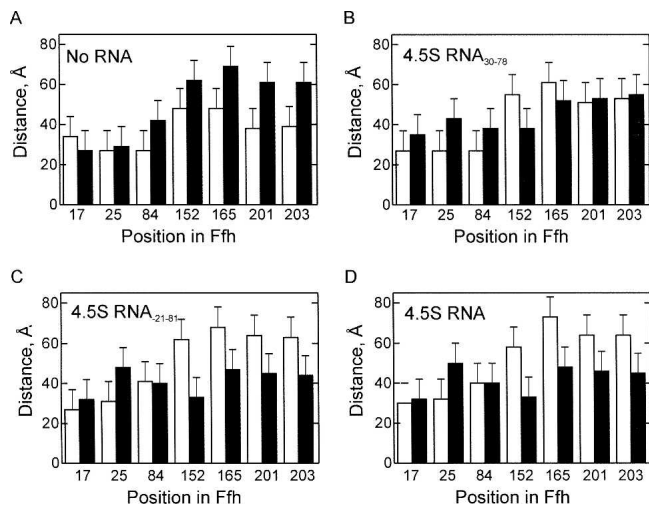 A
No RNA
Distance, Å
80
60
40
20
0
17 25 84 152 165 201 203
Position in Ffh
B
4.5S RNA30-78
Distance, Å
80
60
40
20
0
17 25 84 152 165 201 203
Position in Ffh
C
4.5S RNA-21-81
Distance, Å
80
60
40
20
0
17 25 84 152 165 201 203
Position in Ffh
D
4.5S RNA
Distance, Å
80
60
40
20
0
17 25 84 152 165 201 203
Position in Ffh